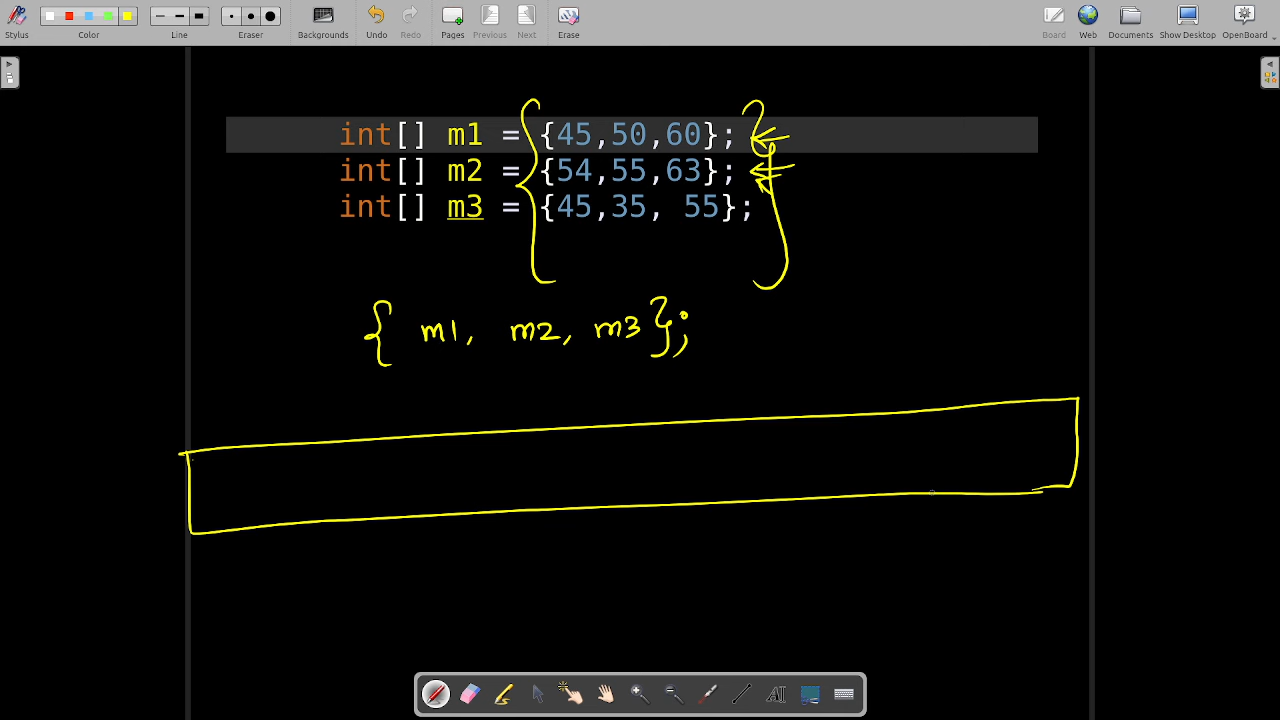 Stylus Color Line Eraser Backgrounds Undo Redo Pages Previous Next Erase Board Web Documents Show Desktop OpenBoard
int[] m1 = {45,50,60};
int[] m2 = {54,55,63};
int[] m3 = {45,35, 55};
{ m1, m2, m3 };
AI